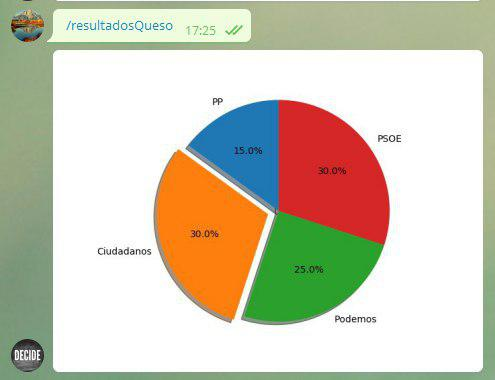 /resultadosQueso 17:25
PP
PSOE
15.0%
30.0%
30.0%
Ciudadanos
25.0%
Podemos
DECIDE